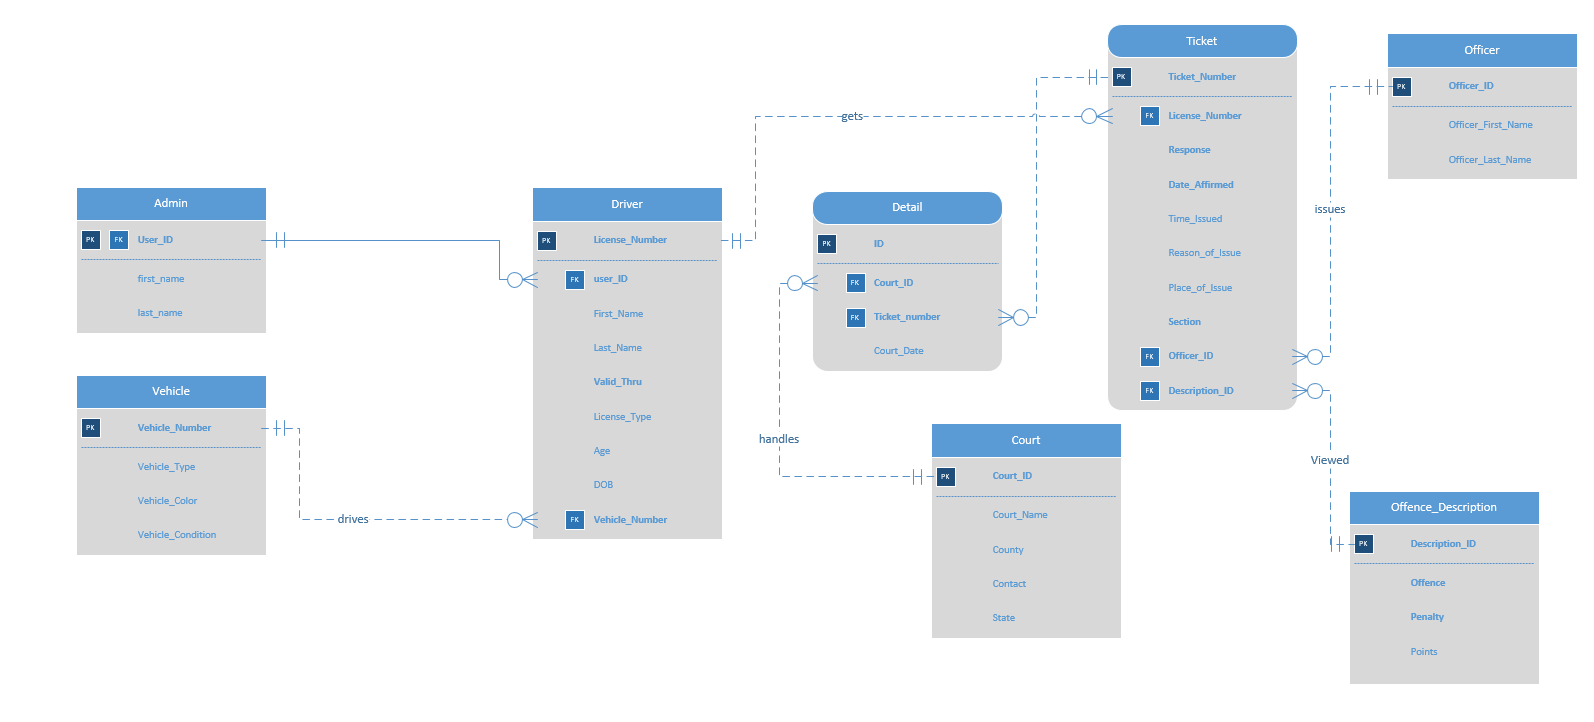 Admin
PK FK User_ID
first_name
last_name
Vehicle
PK Vehicle_Number
Vehicle_Type
Vehicle_Color
Vehicle_Condition
drives
Driver
PK License_Number
FK user_ID
First_Name
Last_Name
Valid_Thru
License_Type
Age
DOB
FK Vehicle_Number
gets
Detail
PK ID
FK Court_ID
FK Ticket_number
Court_Date
handles
Court
PK Court_ID
Court_Name
County
Contact
State
Ticket
PK Ticket_Number
FK License_Number
Response
Date_Affirmed
Time_Issued
Reason_of_Issue
Place_of_Issue
Section
FK Officer_ID
FK Description_ID
issues
Officer
PK Officer_ID
Officer_First_Name
Officer_Last_Name
Viewed
Offence_Description
PK Description_ID
Offence
Penalty
Points